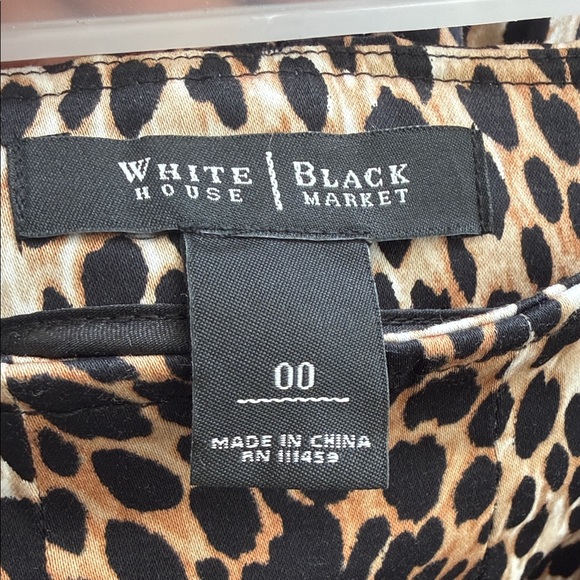 WHITE | BLACK
HOUSE MARKET
00
MADE IN CHINA
RN 111459